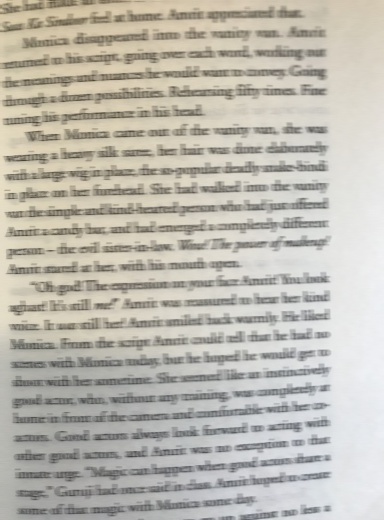 She had made
Sau Ke Sindoor feel at home. Amrit appreciated that.
Monica disappeared into the vanity van. Amrit
returned to his script, going over each word, working out
the meanings and nuances he would want to convey. Going
through a dozen possibilities. Rehearsing fifty times. Fine
tuning his performance in his head.
When Monica came out of the vanity van, she was
wearing a heavy silk saree, her hair was done elaborately
with a huge wig in place, the so-popular deadly snake-bindi
in place on her forehead. She had walked into the vanity
van the simple and kind-hearted person who had just offered
Amrit a candy bar, and had emerged a completely different
person – the evil sister-in-law. Wow! The power of makeup!
Amrit stared at her, with his mouth open.
"Oh god! The expression on your face Amrit! You look
aghast! It's still me!" Amrit was reassured to hear her kind
voice. It was still her! Amrit smiled back warmly. He liked
Monica. From the script Amrit could tell that he had no
scenes with Monica today, but he hoped he would get to
shoot with her sometime. She seemed like an instinctively
good actor, who, without any training, was completely at
home in front of the camera and comfortable with her co-
actors. Good actors always look forward to acting with
other good actors, and Amrit was no exception to that
innate urge. "Magic can happen when good actors share a
stage," Guruji had once said in class. Amrit hoped to create
some of that magic with Monica some day.
up against no less a